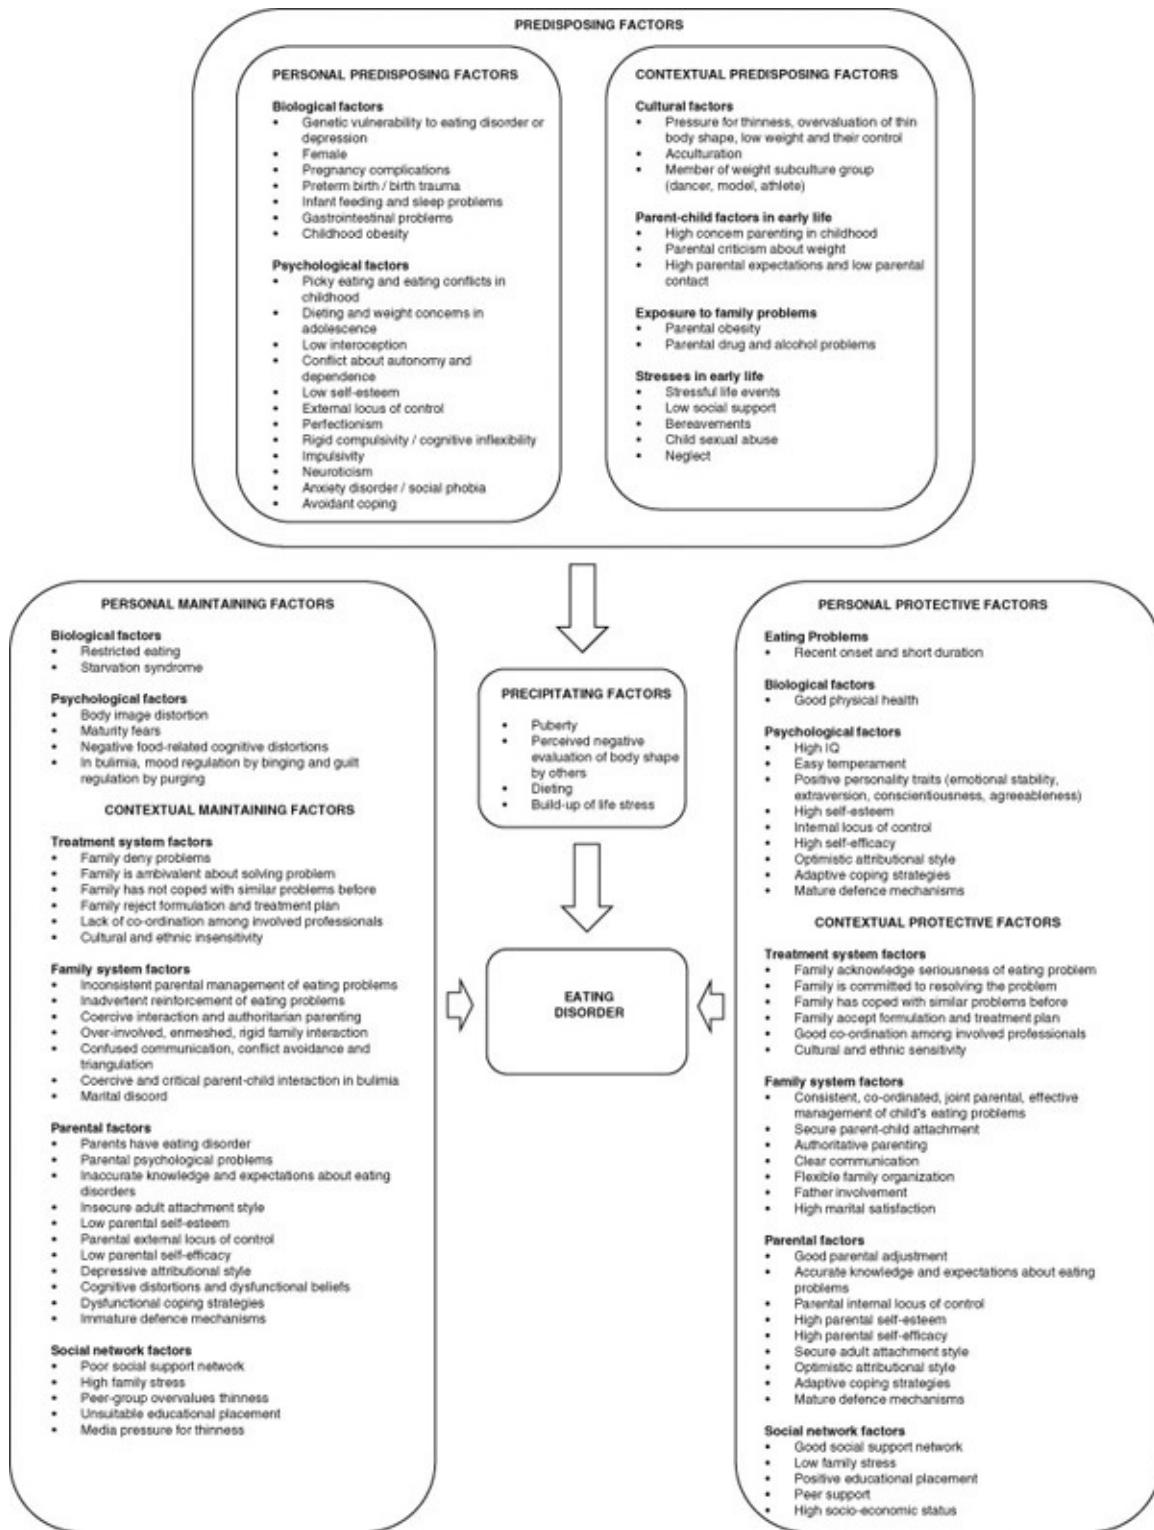 PREDISPOSING FACTORS
PERSONAL PREDISPOSING FACTORS
Biological factors
• Genetic vulnerability to eating disorder or
depression
• Female
• Pregnancy complications
• Preterm birth / birth trauma
• Infant feeding and sleep problems
• Gastrointestinal problems
• Childhood obesity
Psychological factors
• Picky eating and eating conflicts in
childhood
• Dieting and weight concerns in
adolescence
• Low interoception
• Conflict about autonomy and
dependence
• Low self-esteem
• External locus of control
• Perfectionism
• Rigid compulsivity / cognitive inflexibility
• Impulsivity
• Neuroticism
• Anxiety disorder / social phobia
• Avoidant coping
CONTEXTUAL PREDISPOSING FACTORS
Cultural factors
• Pressure for thinness, overvaluation of thin
body shape, low weight and their control
• Acculturation
• Member of weight subculture group
(dancer, model, athlete)
Parent-child factors in early life
• High concern parenting in childhood
• Parental criticism about weight
• High parental expectations and low parental
contact
Exposure to family problems
• Parental obesity
• Parental drug and alcohol problems
Stresses in early life
• Stressful life events
• Low social support
• Bereavements
• Child sexual abuse
• Neglect
PERSONAL MAINTAINING FACTORS
Biological factors
• Restricted eating
• Starvation syndrome
Psychological factors
• Body image distortion
• Maturity fears
• Negative food-related cognitive distortions
• In bulimia, mood regulation by binging and guilt
regulation by purging
CONTEXTUAL MAINTAINING FACTORS
Treatment system factors
• Family deny problems
• Family is ambivalent about solving problem
• Family has not coped with similar problems before
• Family reject formulation and treatment plan
• Lack of co-ordination among involved professionals
• Cultural and ethnic insensitivity
Family system factors
• Inconsistent parental management of eating problems
• Inadvertent reinforcement of eating problems
• Coercive interaction and authoritarian parenting
• Over-involved, enmeshed, rigid family interaction
• Confused communication, conflict avoidance and
triangulation
• Coercive and critical parent-child interaction in bulimia
• Marital discord
Parental factors
• Parents have eating disorder
• Parental psychological problems
• Inaccurate knowledge and expectations about eating
disorders
• Insecure adult attachment style
• Low parental self-esteem
• Parental external locus of control
• Low parental self-efficacy
• Depressive attributional style
• Cognitive distortions and dysfunctional beliefs
• Dysfunctional coping strategies
• Immature defence mechanisms
Social network factors
• Poor social support network
• High family stress
• Peer-group overvalues thinness
• Unsuitable educational placement
• Media pressure for thinness
PRECIPITATING FACTORS
• Puberty
• Perceived negative
evaluation of body shape
by others
• Dieting
• Build-up of life stress
EATING
DISORDER
PERSONAL PROTECTIVE FACTORS
Eating Problems
• Recent onset and short duration
Biological factors
• Good physical health
Psychological factors
• High IQ
• Easy temperament
• Positive personality traits (emotional stability,
extraversion, conscientiousness, agreeableness)
• High self-esteem
• Internal locus of control
• High self-efficacy
• Optimistic attributional style
• Adaptive coping strategies
• Mature defence mechanisms
CONTEXTUAL PROTECTIVE FACTORS
Treatment system factors
• Family acknowledge seriousness of eating problem
• Family is committed to resolving the problem
• Family has coped with similar problems before
• Family accept formulation and treatment plan
• Good co-ordination among involved professionals
• Cultural and ethnic sensitivity
Family system factors
• Consistent, co-ordinated, joint parental, effective
management of child's eating problems
• Secure parent-child attachment
• Authoritative parenting
• Clear communication
• Flexible family organization
• Father involvement
• High marital satisfaction
Parental factors
• Good parental adjustment
• Accurate knowledge and expectations about eating
problems
• Parental internal locus of control
• High parental self-esteem
• High parental self-efficacy
• Secure adult attachment style
• Optimistic attributional style
• Adaptive coping strategies
• Mature defence mechanisms
Social network factors
• Good social support network
• Low family stress
• Positive educational placement
• Peer support
• High socio-economic status